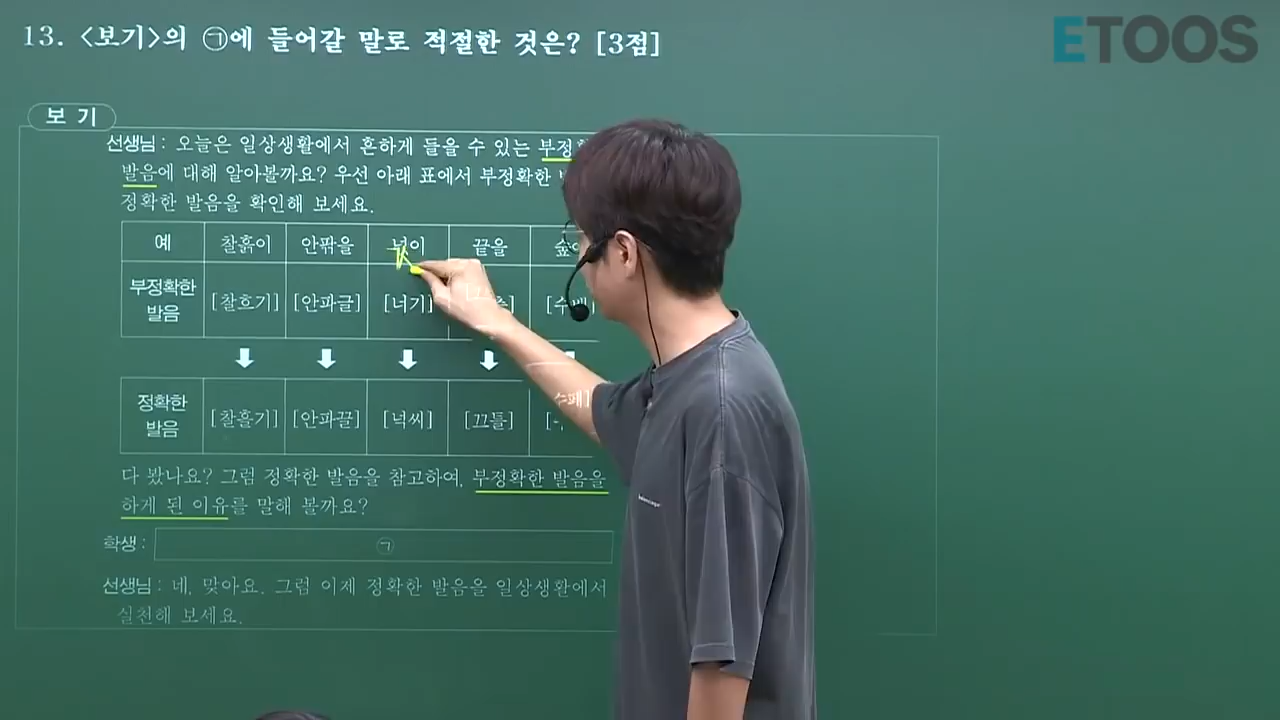 13. <보기>의 ㉠에 들어갈 말로 적절한 것은? [3점]
ETOOS
보 기
선생님 : 오늘은 일상생활에서 흔하게 들을 수 있는
발음에 대해 알아볼까요? 우선 아래 표에서 부정확한
정확한 발음을 확인해 보세요.
예 찰흙이 안팎을 끝을
부정확한 발음 [찰흐기] [안파글] [너기]
정확한 발음 [찰흘기] [안파끌] [넉씨] [끄틀]
다 봤나요? 그럼 정확한 발음을 참고하여, 부정확한 발음을
하게 된 이유를 말해 볼까요?
학생 : ㉠
선생님 : 네, 맞아요. 그럼 이제 정확한 발음을 일상생활에서
실천해 보세요.